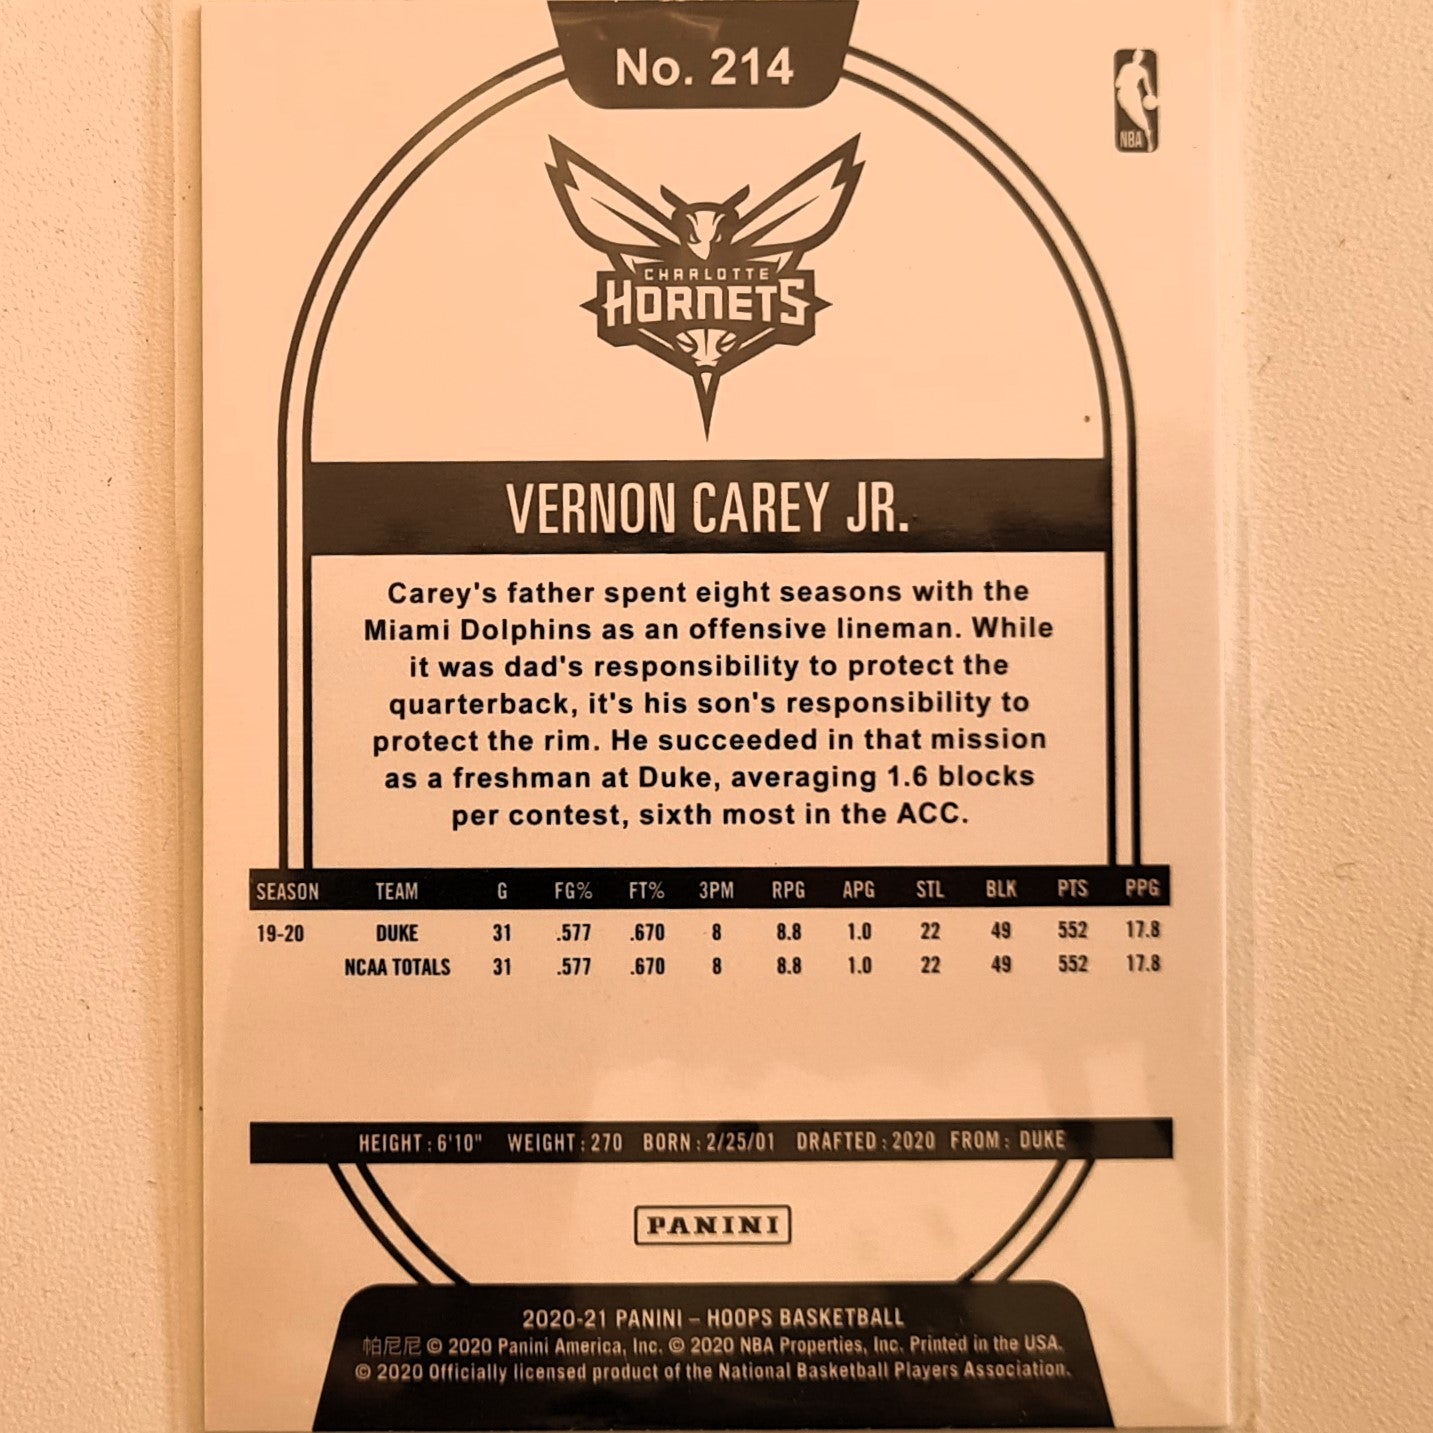 No. 214
NBA
CHARLOTTE
HORNETS
VERNON CAREY JR.
Carey's father spent eight seasons with the
Miami Dolphins as an offensive lineman. While
it was dad's responsibility to protect the
quarterback, it's his son's responsibility to
protect the rim. He succeeded in that mission
as a freshman at Duke, averaging 1.6 blocks
per contest, sixth most in the ACC.
SEASON TEAM G FG% FT% 3PM RPG APG STL BLK PTS PPG
19-20 DUKE 31 .577 .670 8 8.8 1.0 22 49 552 17.8
NCAA TOTALS 31 .577 .670 8 8.8 1.0 22 49 552 17.8
HEIGHT: 6'10" WEIGHT: 270 BORN: 2/25/01 DRAFTED: 2020 FROM: DUKE
PANINI
2020-21 PANINI – HOOPS BASKETBALL
帕尼尼 © 2020 Panini America, Inc. © 2020 NBA Properties, Inc. Printed in the USA.
© 2020 Officially licensed product of the National Basketball Players Association.